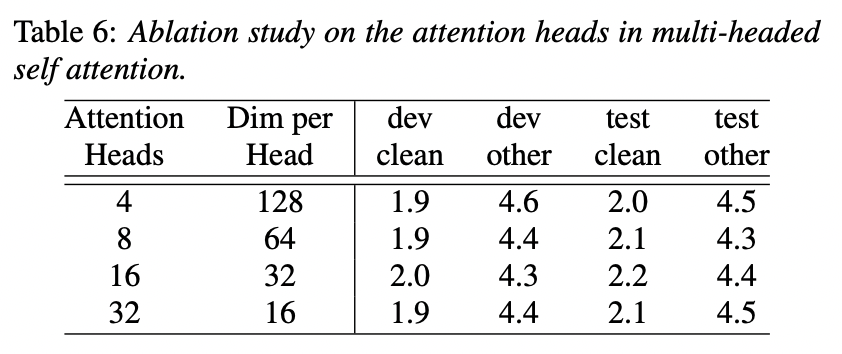 Table 6: Ablation study on the attention heads in multi-headed
self attention.
Attention Dim per dev dev test test
Heads Head clean other clean other
4 128 1.9 4.6 2.0 4.5
8 64 1.9 4.4 2.1 4.3
16 32 2.0 4.3 2.2 4.4
32 16 1.9 4.4 2.1 4.5